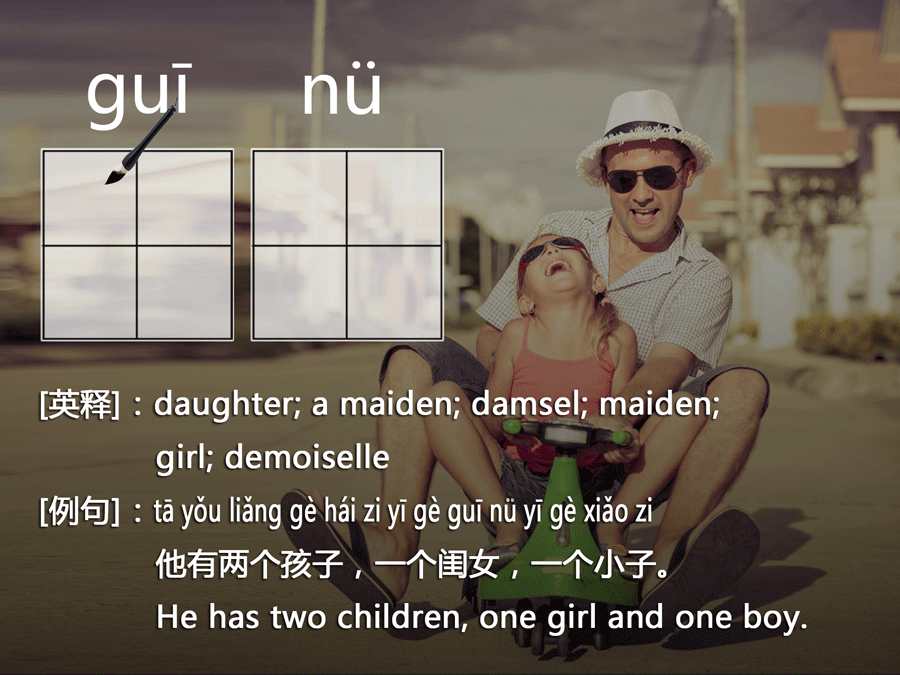 guī nü
[英释]：daughter; a maiden; damsel; maiden;
girl; demoiselle
[例句]：tā yǒu liǎng gè hái zi yī gè guī nü yī gè xiǎo zi
他有两个孩子，一个闺女，一个小子。
He has two children, one girl and one boy.